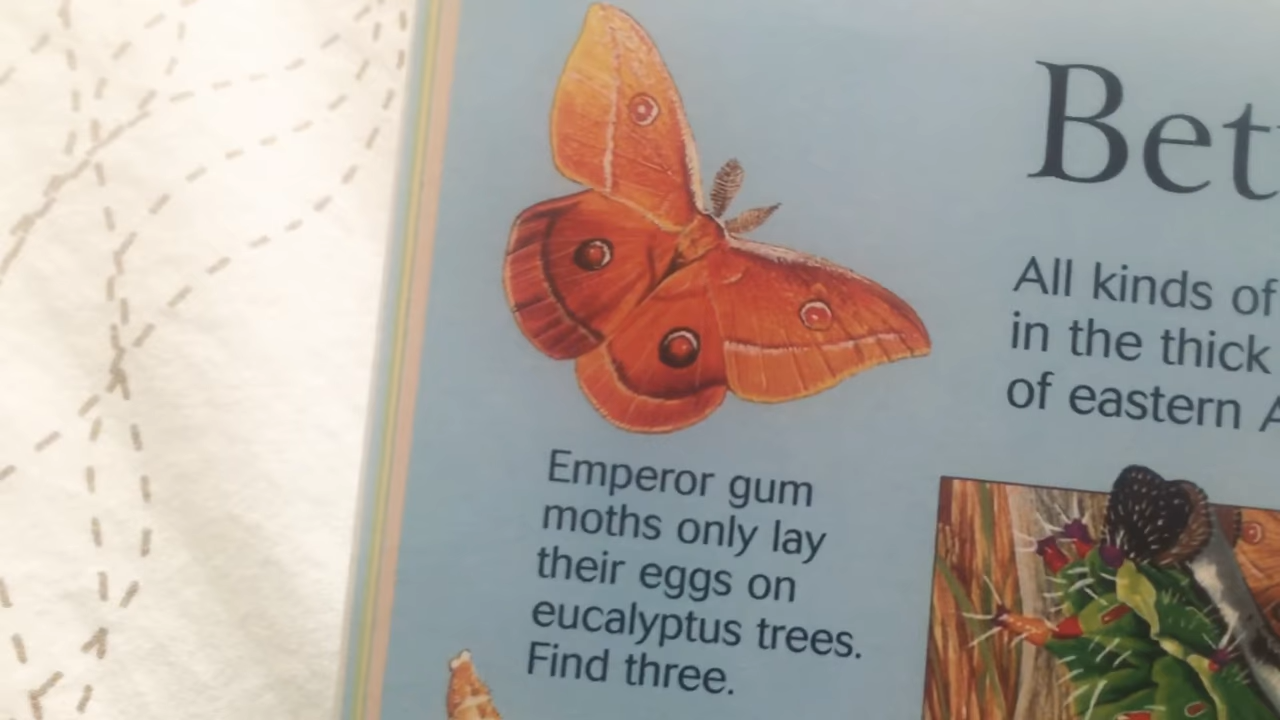 Bet
All kinds of
in the thick
of eastern A
Emperor gum
moths only lay
their eggs on
eucalyptus trees.
Find three.